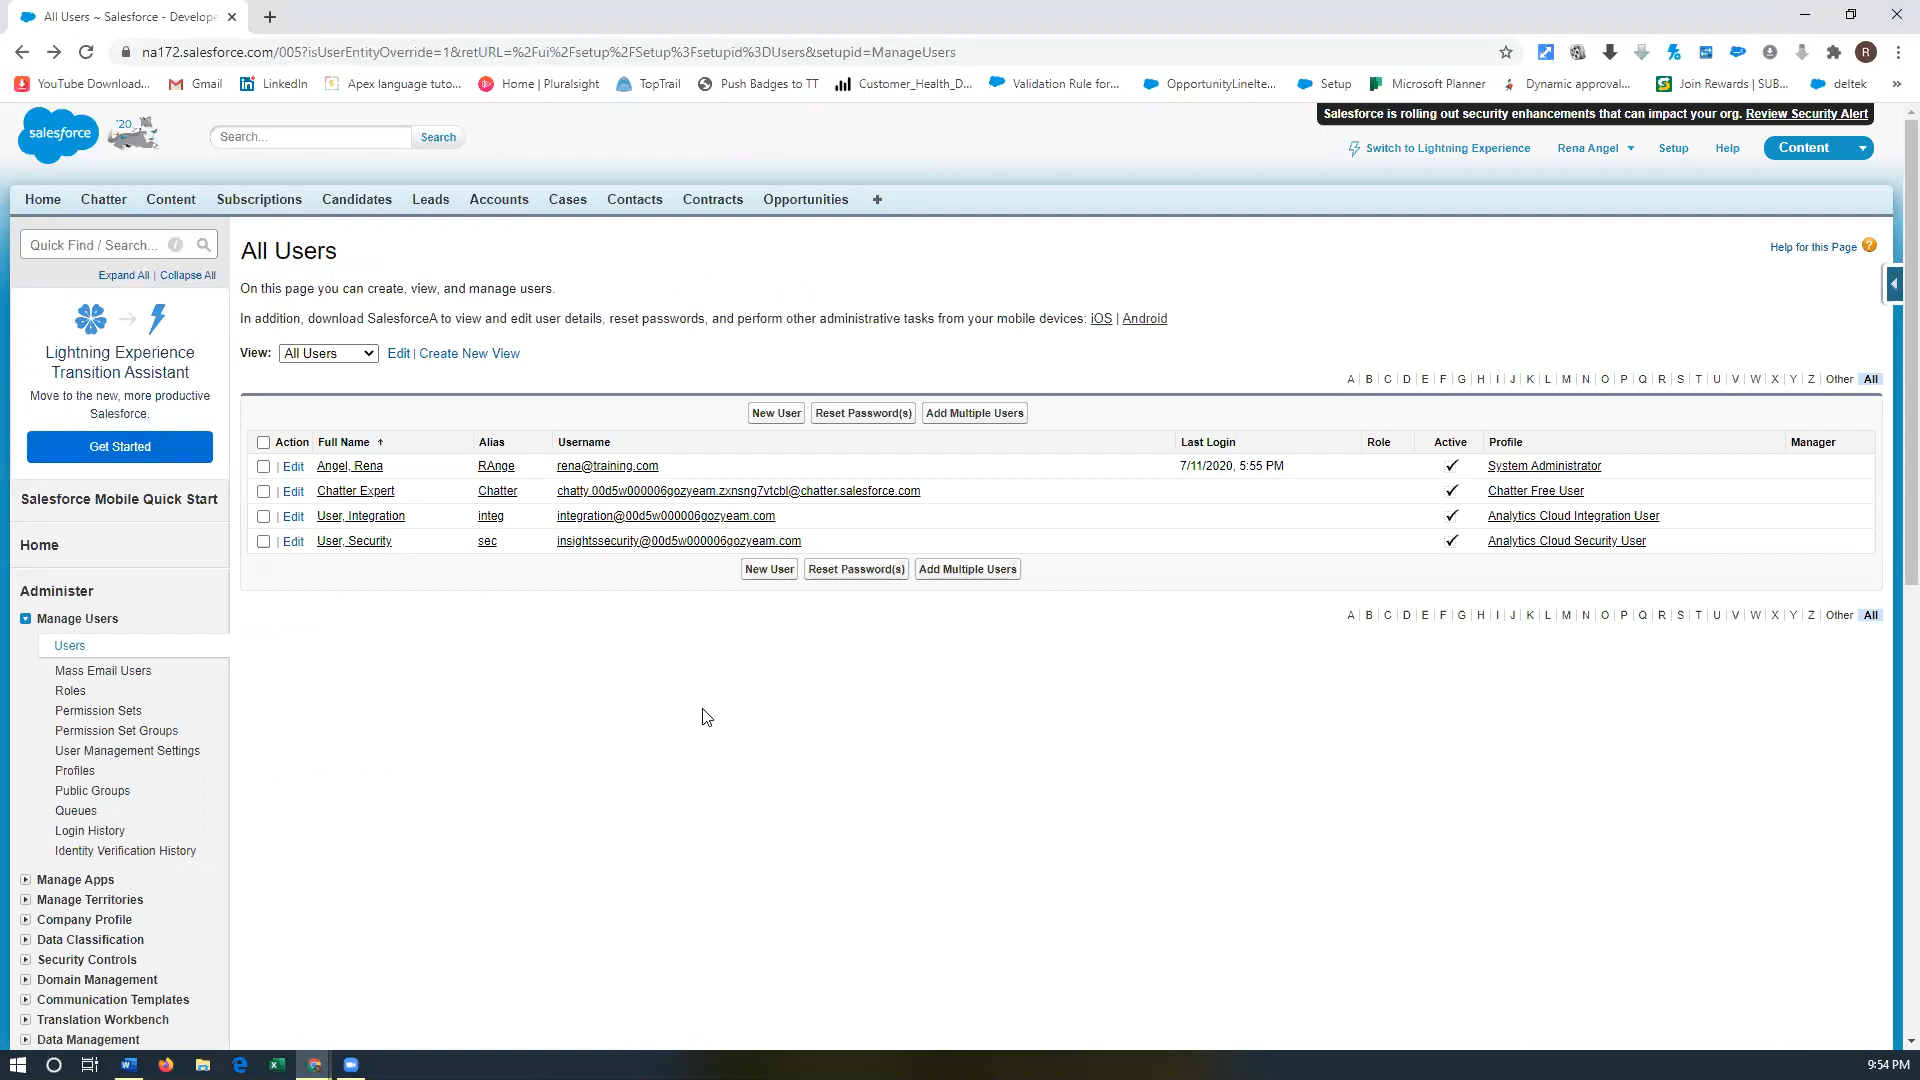 All Users ~ Salesforce - Develope
na172.salesforce.com/005?isUserEntityOverride=1&retURL=%2Fui%2Fsetup%2FSetup%3Fsetupid%3DUsers&setupid=ManageUsers
R
YouTube Download... Gmail LinkedIn Apex language tuto... Home | Pluralsight TopTrail Push Badges to TT Customer_Health_D... Validation Rule for... OpportunityLineIte... Setup Microsoft Planner Dynamic approval... Join Rewards | SUB... deltek »
Salesforce is rolling out security enhancements that can impact your org. Review Security Alert
salesforce '20
Search... Search
Switch to Lightning Experience Rena Angel Setup Help Content
Home Chatter Content Subscriptions Candidates Leads Accounts Cases Contacts Contracts Opportunities +
Quick Find / Search...
Expand All | Collapse All
Lightning Experience
Transition Assistant
Move to the new, more productive
Salesforce.
Get Started
Salesforce Mobile Quick Start
Home
Administer
Manage Users
Users
Mass Email Users
Roles
Permission Sets
Permission Set Groups
User Management Settings
Profiles
Public Groups
Queues
Login History
Identity Verification History
Manage Apps
Manage Territories
Company Profile
Data Classification
Security Controls
Domain Management
Communication Templates
Translation Workbench
Data Management
All Users
Help for this Page ?
On this page you can create, view, and manage users.
In addition, download SalesforceA to view and edit user details, reset passwords, and perform other administrative tasks from your mobile devices: iOS | Android
View: All Users Edit | Create New View
A | B | C | D | E | F | G | H | I | J | K | L | M | N | O | P | Q | R | S | T | U | V | W | X | Y | Z | Other All
New User Reset Password(s) Add Multiple Users
Action Full Name Alias Username Last Login Role Active Profile Manager
| Edit Angel, Rena RAnge rena@training.com 7/11/2020, 5:55 PM System Administrator
| Edit Chatter Expert Chatter chatty.00d5w000006gozyeam.zxnsng7vtcbl@chatter.salesforce.com Chatter Free User
| Edit User, Integration integ integration@00d5w000006gozyeam.com Analytics Cloud Integration User
| Edit User, Security sec insightssecurity@00d5w000006gozyeam.com Analytics Cloud Security User
New User Reset Password(s) Add Multiple Users
A | B | C | D | E | F | G | H | I | J | K | L | M | N | O | P | Q | R | S | T | U | V | W | X | Y | Z | Other All
9:54 PM